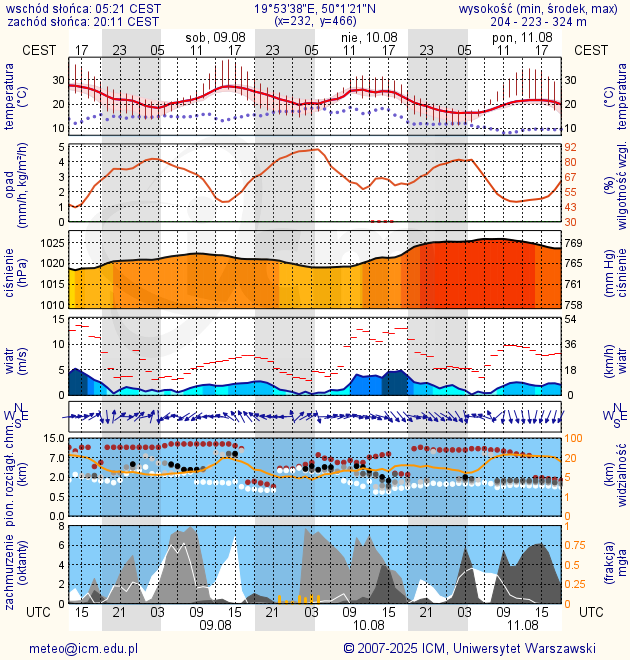 wschód słońca: 05:21 CEST 19°53'38"E, 50°1'21"N wysokość (min, środek, max)
zachód słońca: 20:11 CEST (x=232, y=466) 204 - 223 - 324 m
sob, 09.08 nie, 10.08 pon, 11.08
CEST 17 23 05 11 17 23 05 11 17 23 05 11 17 CEST
temperatura (°C) 30 20 10 30 20 10 (°C) temperatura
opad (mm/h, kg/m²/h) 5 4 3 2 1 0 92 80 67 55 43 30 (%) wilgotność wzgl.
ciśnienie (hPa) 1025 1020 1015 1010 769 765 761 758 (mm Hg) ciśnienie
wiatr (m/s) 15 10 5 0 54 36 18 0 (km/h) wiatr
N W E S N W E S
pion. rozciągł. chm. (km) 15.0 7.0 2.0 0.5 0.0 100 20 5 1 0 (km) widzialność
zachmurzenie (oktanty) 8 6 4 2 0 1 0.75 0.5 0.25 0 (frakcja) mgła
UTC 15 21 03 09 15 21 03 09 15 21 03 09 15 UTC
09.08 10.08 11.08
meteo@icm.edu.pl © 2007-2025 ICM, Uniwersytet Warszawski